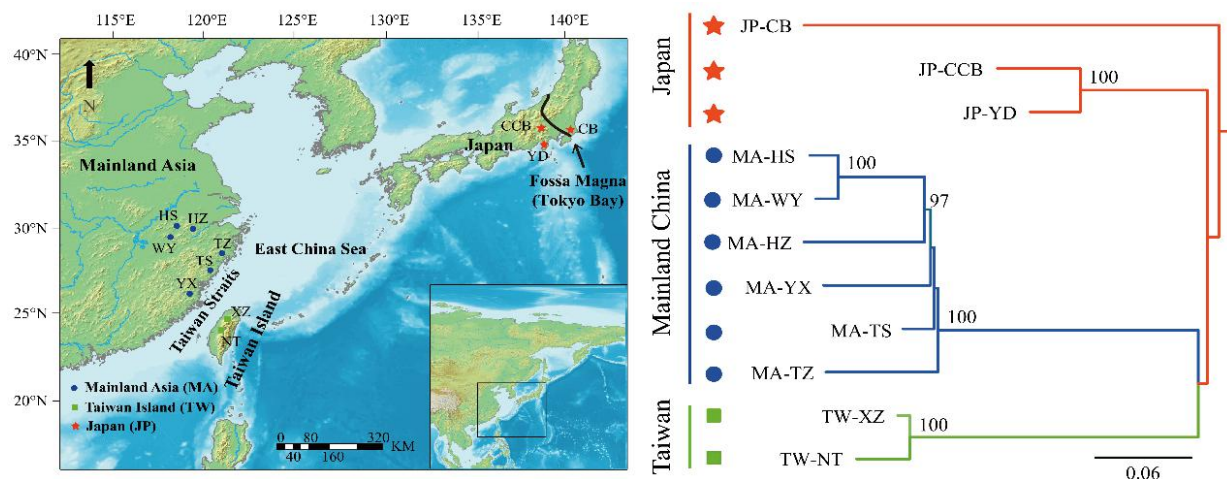 115°E 120°E 125°E 130°E 135°E 140°E
40°N
35°N
30°N
25°N
20°N
N
Mainland Asia
CCB
CB
Japan
YD
Fossa Magna
(Tokyo Bay)
HS
HZ
WY
TZ
TS
YX
East China Sea
Taiwan Straits
XZ
NT
Taiwan Island
Mainland Asia (MA)
Taiwan Island (TW)
Japan (JP)
0 80 320
KM
40 160
Japan
JP-CB
JP-CCB
100
JP-YD
Mainland China
MA-HS
100
MA-WY
97
MA-HZ
MA-YX
MA-TS
100
MA-TZ
Taiwan
TW-XZ
100
TW-NT
0.06